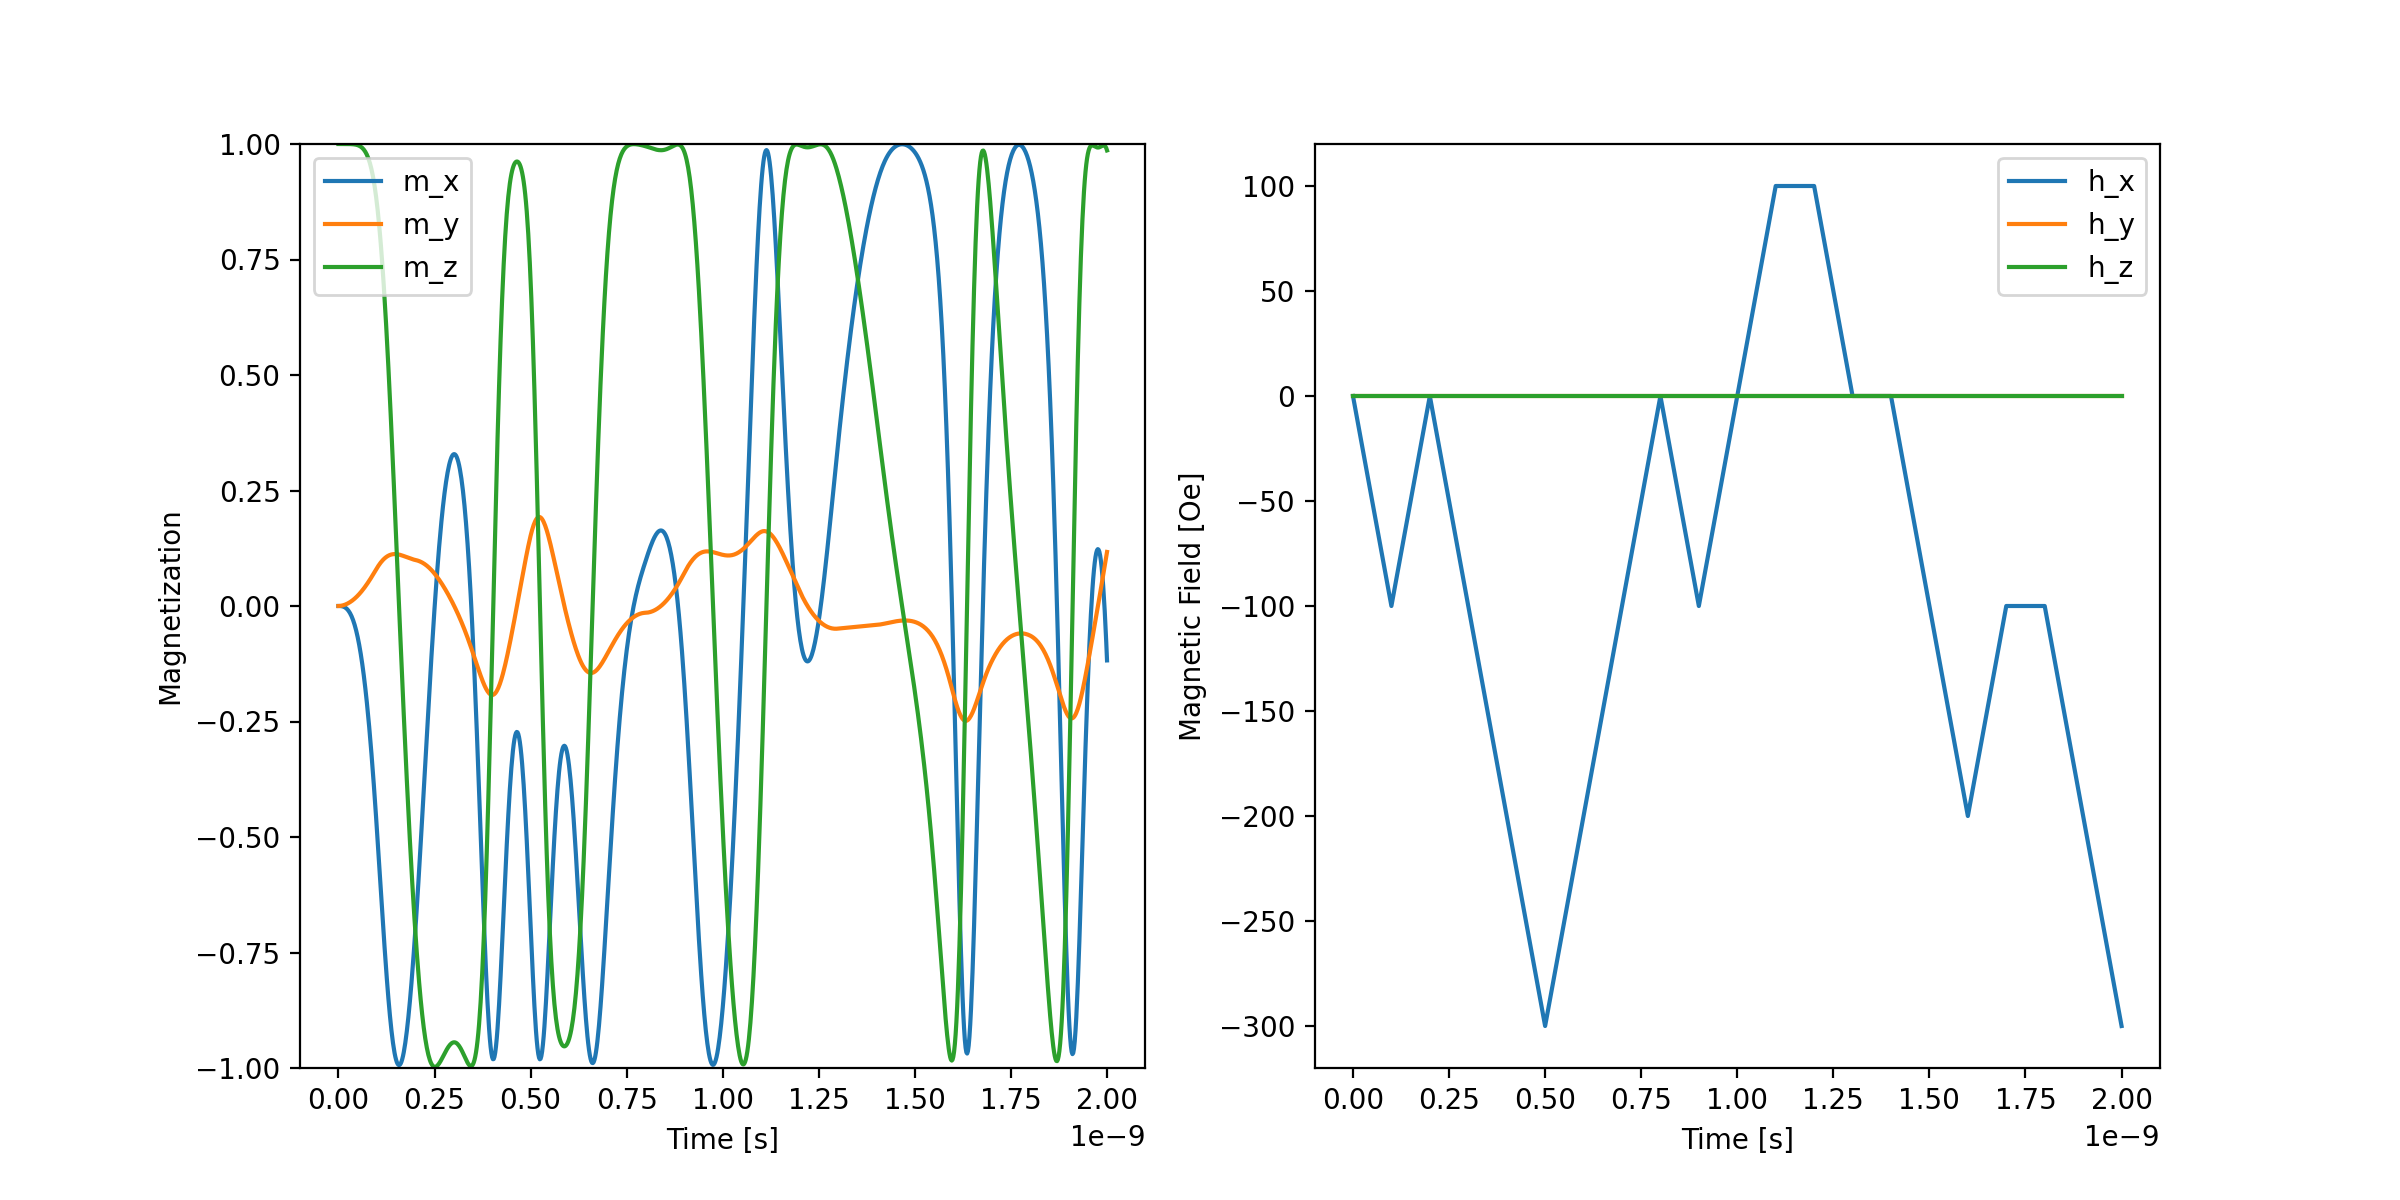 Magnetization
1.00
0.75
0.50
0.25
0.00
−0.25
−0.50
−0.75
−1.00
m_x
m_y
m_z
0.00 0.25 0.50 0.75 1.00 1.25 1.50 1.75 2.00
Time [s]
1e−9
Magnetic Field [Oe]
100
50
0
−50
−100
−150
−200
−250
−300
h_x
h_y
h_z
0.00 0.25 0.50 0.75 1.00 1.25 1.50 1.75 2.00
Time [s]
1e−9